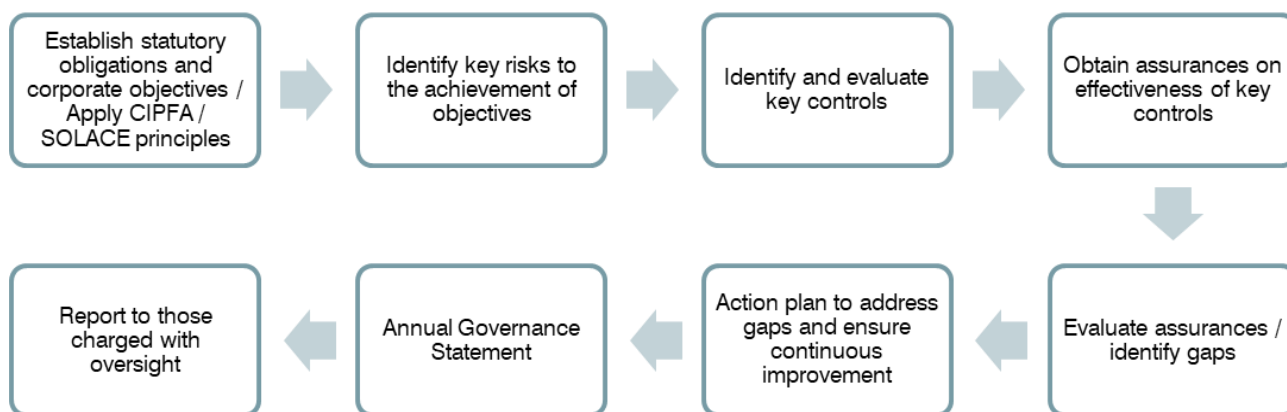 Establish statutory
obligations and
corporate objectives /
Apply CIPFA /
SOLACE principles
Identify key risks to
the achievement of
objectives
Identify and evaluate
key controls
Obtain assurances on
effectiveness of key
controls
Evaluate assurances /
identify gaps
Action plan to address
gaps and ensure
continuous
improvement
Annual Governance
Statement
Report to those
charged with
oversight